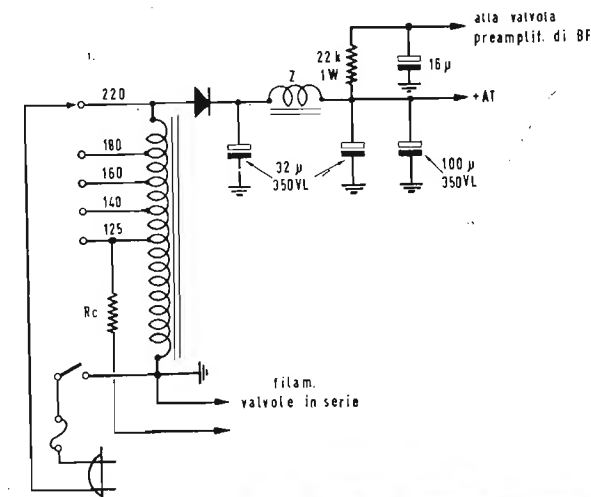 alla valvola
preamplif. di BF
22 k
1W
16 µ
1.
220
Z
+AT
180
160
140
125
32 µ
350VL
100 µ
350VL
Rc
filam.
valvole in serie